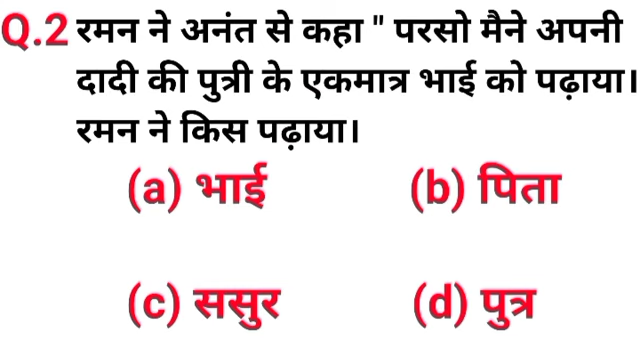 Q.2 रमन ने अनंत से कहा " परसो मैने अपनी
दादी की पुत्री के एकमात्र भाई को पढ़ाया।
रमन ने किस पढ़ाया।
(a) भाई (b) पिता
(c) ससुर (d) पुत्र